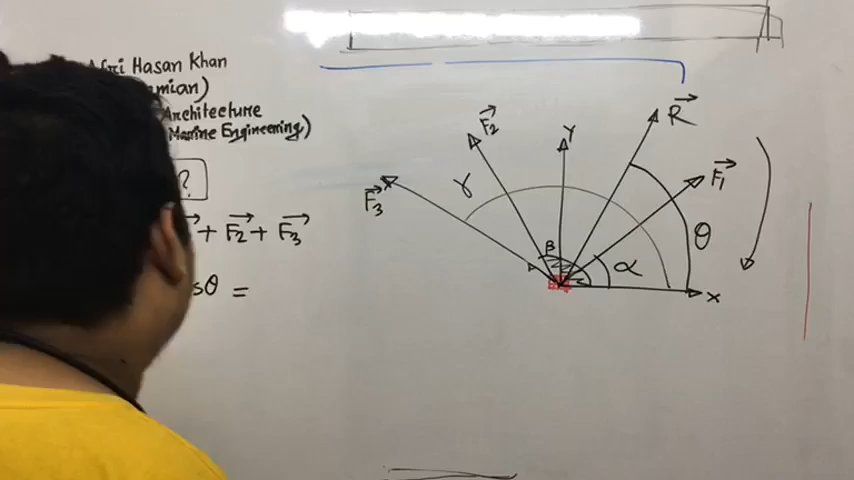 Hasan Khan
mian)
Architecture
Marine Engineering)
?
+ F2 + F3
sθ =
F3
γ
F2
Y
R
F1
θ
β
α
x